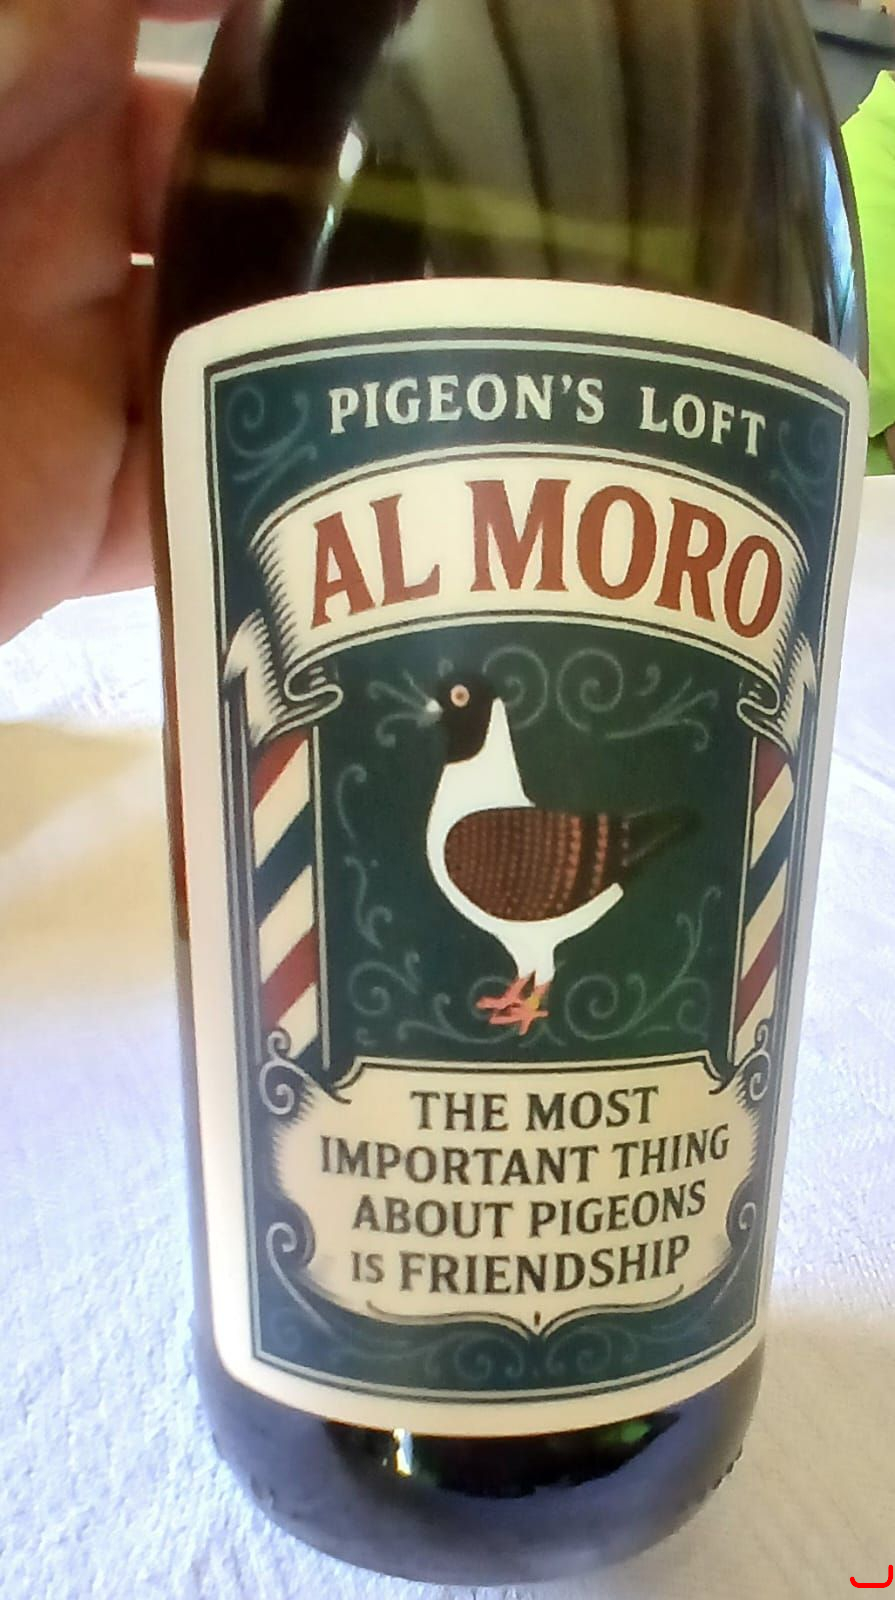 PIGEON'S LOFT
AL MORO
THE MOST
IMPORTANT THING
ABOUT PIGEONS
IS FRIENDSHIP